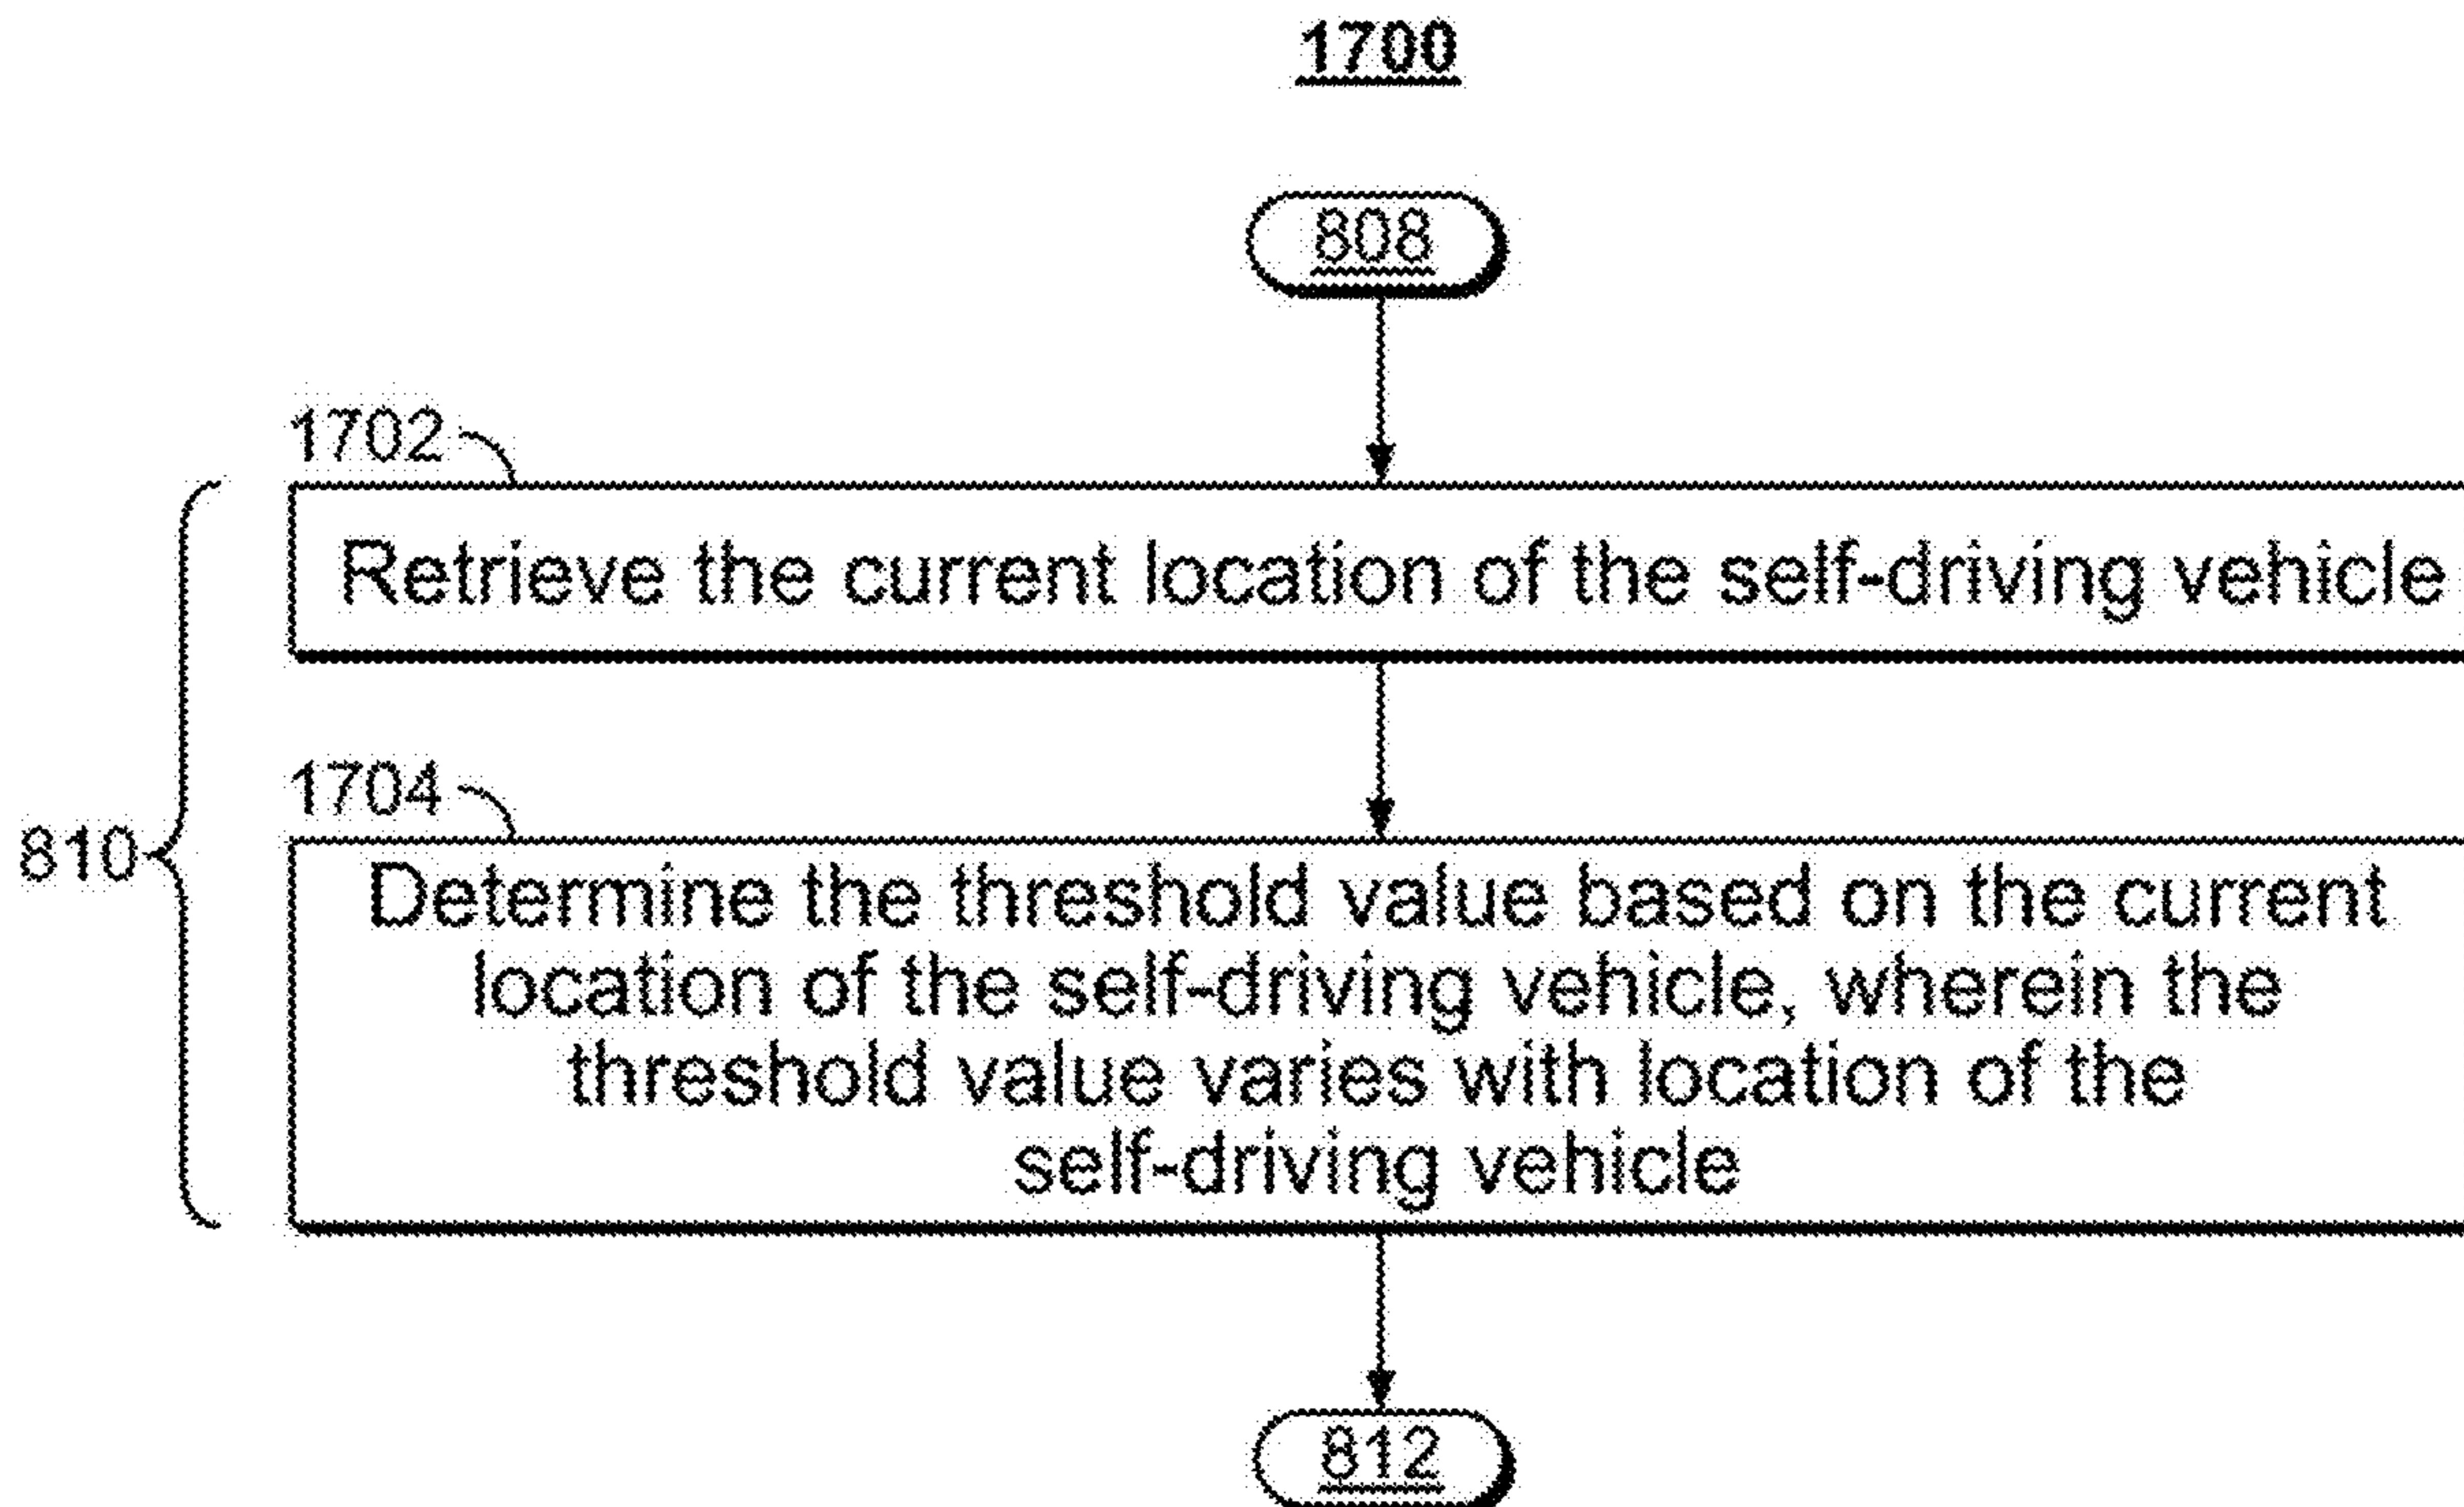 1700
808
1702
Retrieve the current location of the self-driving vehicle
1704
810
Determine the threshold value based on the current
location of the self-driving vehicle, wherein the
threshold value varies with location of the
self-driving vehicle
812